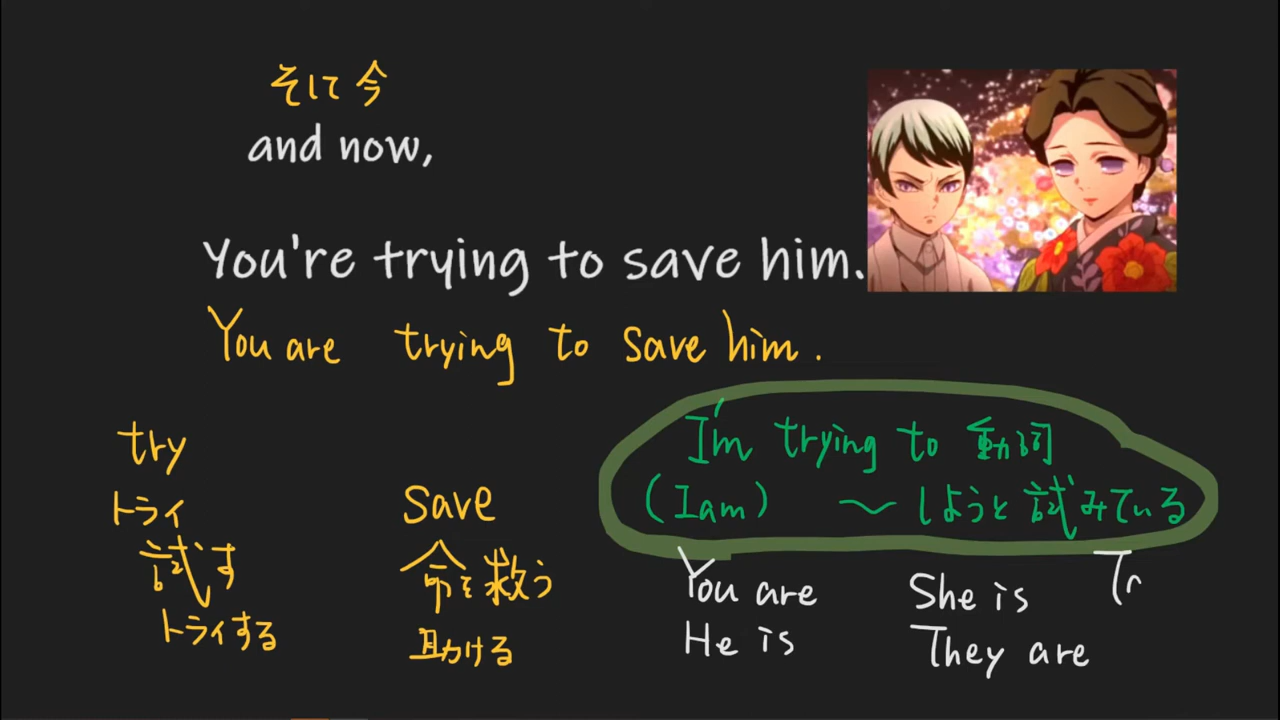 そして今
and now,
You're trying to save him.
You are trying to save him.
try
トライ
試す
トライする
save
命を救う
助ける
I'm trying to 動詞
(I am) 〜しようと試みている
You are
He is
She is
They are